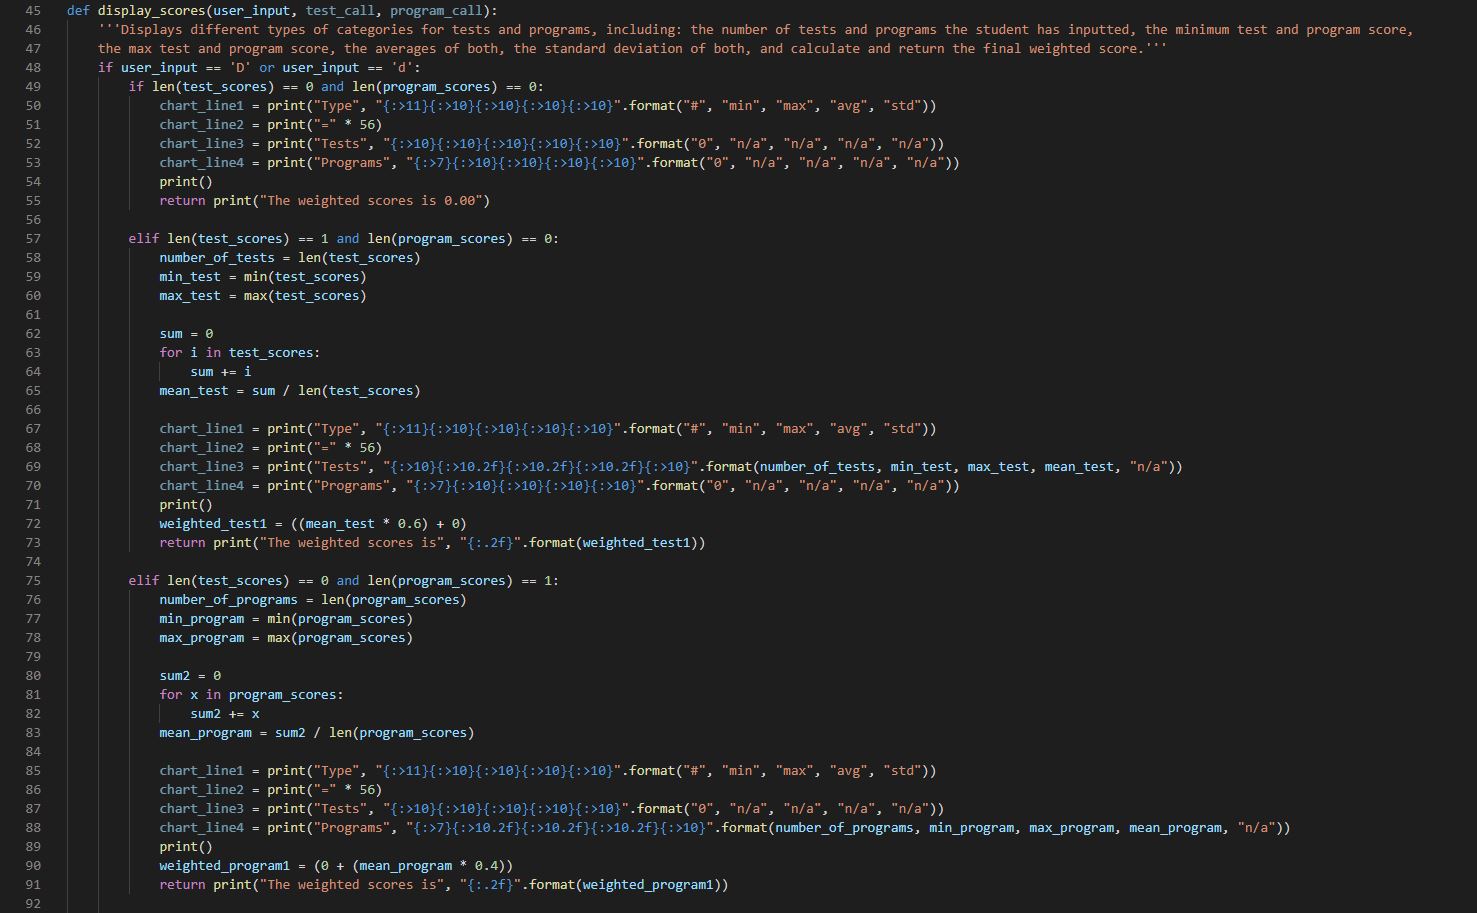 45 def display_scores(user_input, test_call, program_call):
46     '''Displays different types of categories for tests and programs, including: the number of tests and programs the student has inputted, the minimum test and program score,
47     the max test and program score, the averages of both, the standard deviation of both, and calculate and return the final weighted score.'''
48     if user_input == 'D' or user_input == 'd':
49         if len(test_scores) == 0 and len(program_scores) == 0:
50             chart_line1 = print("Type", "{:>11}{:>10}{:>10}{:>10}{:>10}".format("#", "min", "max", "avg", "std"))
51             chart_line2 = print("=" * 56)
52             chart_line3 = print("Tests", "{:>10}{:>10}{:>10}{:>10}{:>10}".format("0", "n/a", "n/a", "n/a", "n/a"))
53             chart_line4 = print("Programs", "{:>7}{:>10}{:>10}{:>10}{:>10}".format("0", "n/a", "n/a", "n/a", "n/a"))
54             print()
55             return print("The weighted scores is 0.00")
56
57         elif len(test_scores) == 1 and len(program_scores) == 0:
58             number_of_tests = len(test_scores)
59             min_test = min(test_scores)
60             max_test = max(test_scores)
61
62             sum = 0
63             for i in test_scores:
64                 sum += i
65             mean_test = sum / len(test_scores)
66
67             chart_line1 = print("Type", "{:>11}{:>10}{:>10}{:>10}{:>10}".format("#", "min", "max", "avg", "std"))
68             chart_line2 = print("=" * 56)
69             chart_line3 = print("Tests", "{:>10}{:>10.2f}{:>10.2f}{:>10.2f}{:>10}".format(number_of_tests, min_test, max_test, mean_test, "n/a"))
70             chart_line4 = print("Programs", "{:>7}{:>10}{:>10}{:>10}{:>10}".format("0", "n/a", "n/a", "n/a", "n/a"))
71             print()
72             weighted_test1 = ((mean_test * 0.6) + 0)
73             return print("The weighted scores is", "{:.2f}".format(weighted_test1))
74
75         elif len(test_scores) == 0 and len(program_scores) == 1:
76             number_of_programs = len(program_scores)
77             min_program = min(program_scores)
78             max_program = max(program_scores)
79
80             sum2 = 0
81             for x in program_scores:
82                 sum2 += x
83             mean_program = sum2 / len(program_scores)
84
85             chart_line1 = print("Type", "{:>11}{:>10}{:>10}{:>10}{:>10}".format("#", "min", "max", "avg", "std"))
86             chart_line2 = print("=" * 56)
87             chart_line3 = print("Tests", "{:>10}{:>10}{:>10}{:>10}{:>10}".format("0", "n/a", "n/a", "n/a", "n/a"))
88             chart_line4 = print("Programs", "{:>7}{:>10.2f}{:>10.2f}{:>10.2f}{:>10}".format(number_of_programs, min_program, max_program, mean_program, "n/a"))
89             print()
90             weighted_program1 = (0 + (mean_program * 0.4))
91             return print("The weighted scores is", "{:.2f}".format(weighted_program1))
92